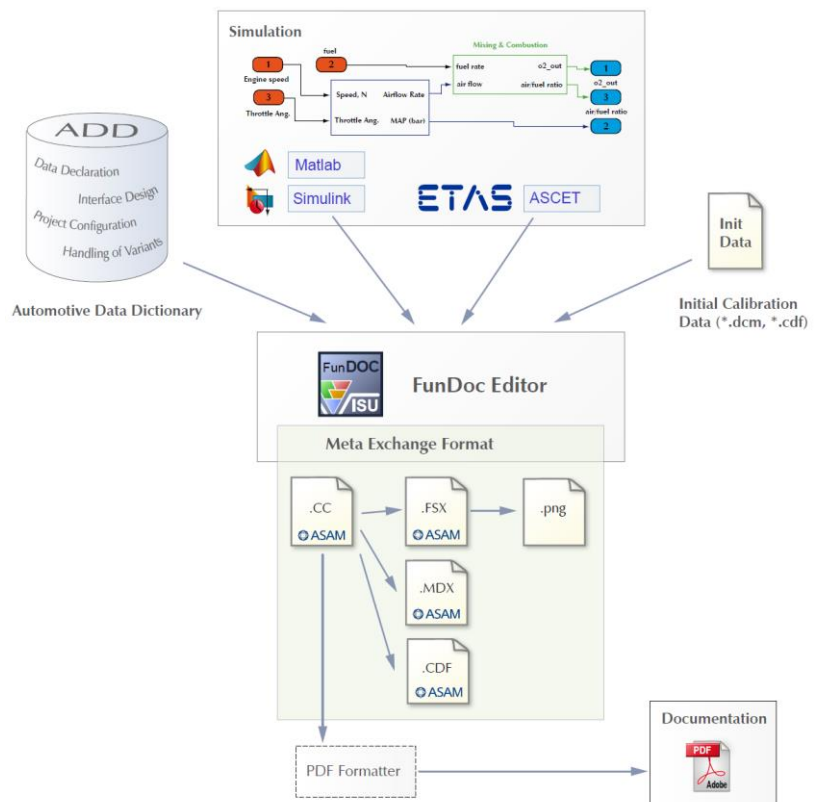 Simulation
Mixing & Combustion
fuel
1
2
fuel rate
o2_out
1
Engine speed
air flow
air/fuel ratio
o2_out
3
Speed, N
Airflow Rate
3
air/fuel ratio
Throttle Ang.
Throttle Ang.
MAP (bar)
2
Matlab
Simulink
ETAS
ASCET
ADD
Data Declaration
Interface Design
Project Configuration
Handling of Variants
Automotive Data Dictionary
Init
Data
Initial Calibration
Data (*.dcm, *.cdf)
FunDOC
VISU
FunDoc Editor
Meta Exchange Format
.CC
ASAM
.FSX
ASAM
.png
.MDX
ASAM
.CDF
ASAM
PDF Formatter
Documentation
PDF
Adobe